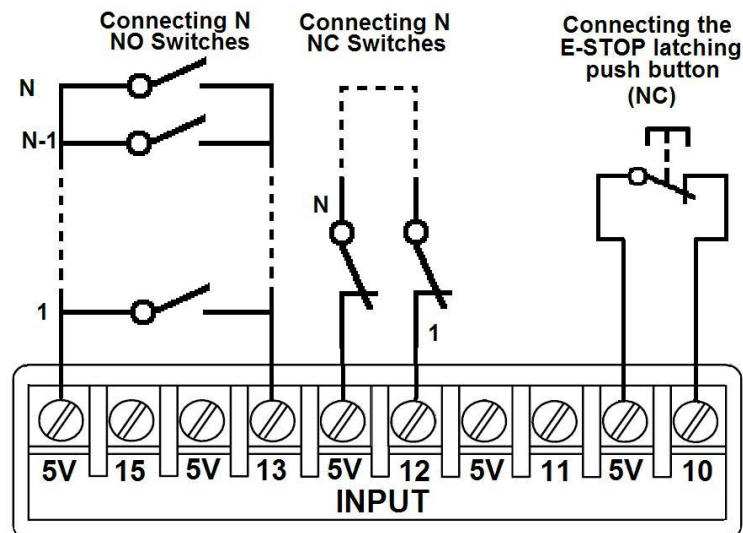 Connecting N
NO Switches
Connecting N
NC Switches
Connecting the
E-STOP latching
push button
(NC)
N
N-1
1
N
1
5V 15 5V 13 5V 12 5V 11 5V 10
INPUT